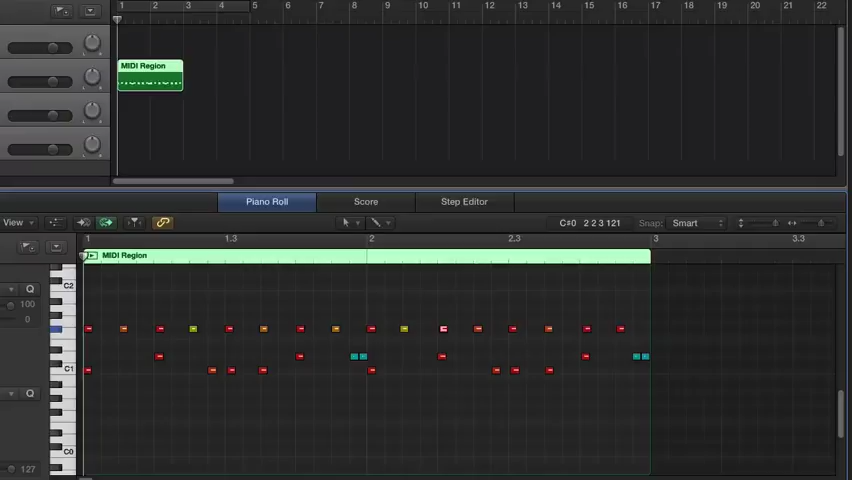 1 2 3 4 5 6 7 8 9 10 11 12 13 14 15 16 17 18 19 20 21 22
MIDI Region
Piano Roll Score Step Editor
View C#0 2 2 3 121 Snap: Smart
1 1.3 2 2.3 3 3.3
MIDI Region
C2
Q
100
0
C1
Q
C0
127